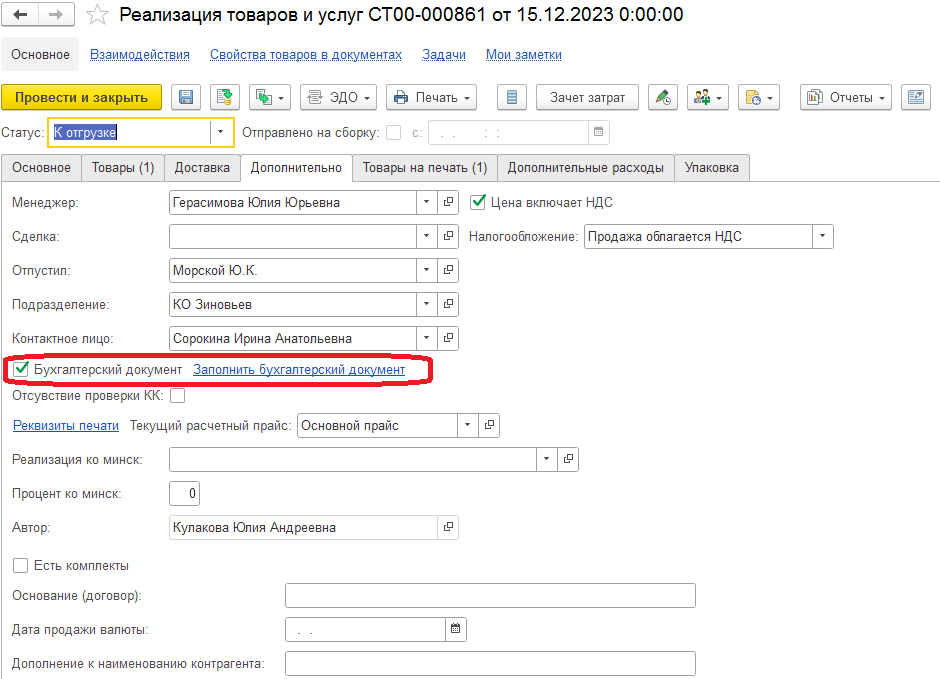 Реализация товаров и услуг СТ00-000861 от 15.12.2023 0:00:00
Основное Взаимодействия Свойства товаров в документах Задачи Мои заметки
Провести и закрыть ЭДО Печать Зачет затрат Отчеты
Статус: К отгрузке Отправлено на сборку: с: . . : :
Основное Товары (1) Доставка Дополнительно Товары на печать (1) Дополнительные расходы Упаковка
Менеджер: Герасимова Юлия Юрьевна Цена включает НДС
Сделка: Налогообложение: Продажа облагается НДС
Отпустил: Морской Ю.К.
Подразделение: КО Зиновьев
Контактное лицо: Сорокина Ирина Анатольевна
Бухгалтерский документ Заполнить бухгалтерский документ
Отсувствие проверки КК:
Реквизиты печати Текущий расчетный прайс: Основной прайс
Реализация ко минск:
Процент ко минск: 0
Автор: Кулакова Юлия Андреевна
Есть комплекты
Основание (договор):
Дата продажи валюты: . .
Дополнение к наименованию контрагента: